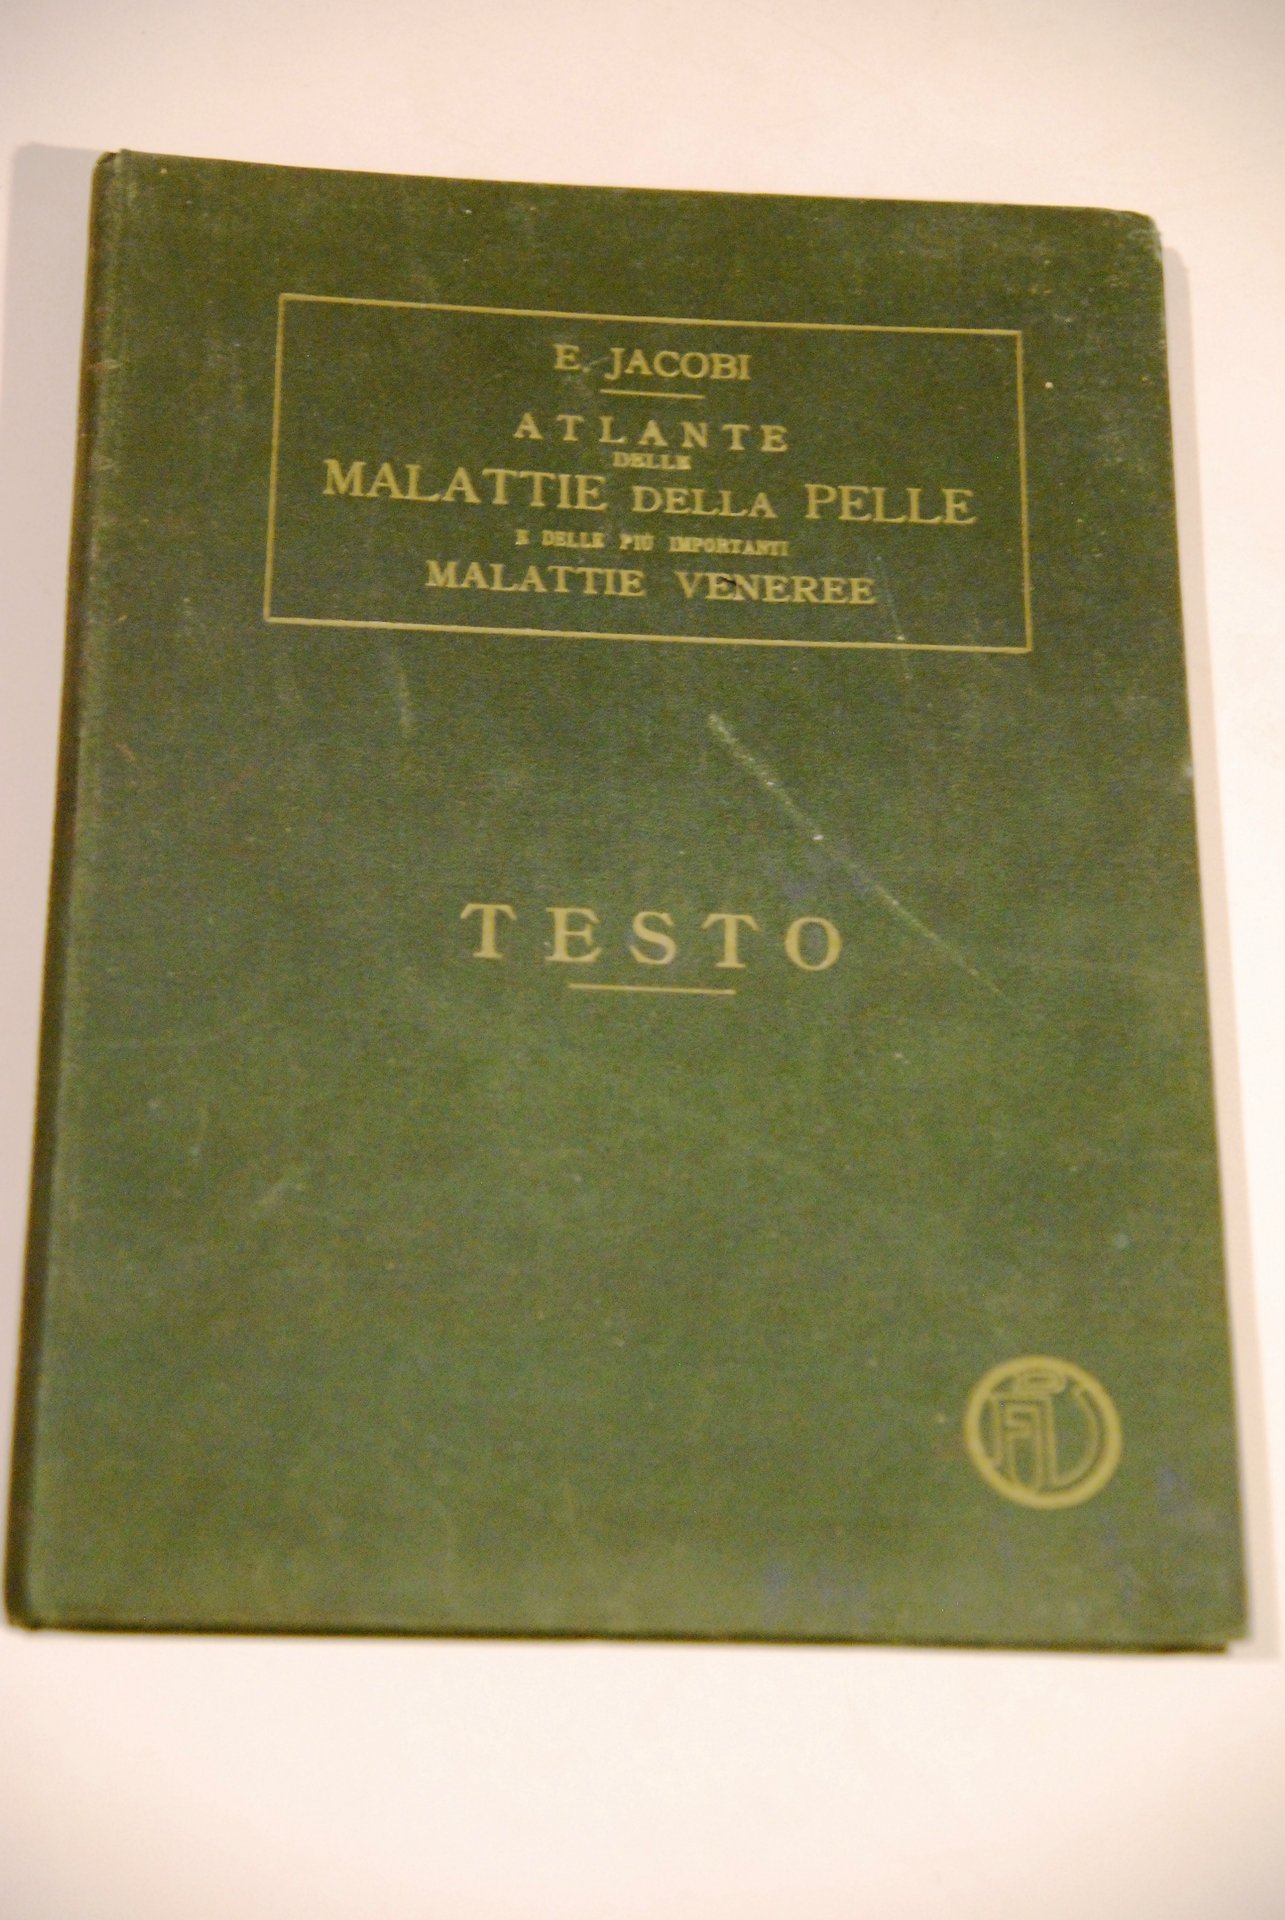 E. JACOBI
ATLANTE
DELLE
MALATTIE DELLA PELLE
E DELLE PIÙ IMPORTANTI
MALATTIE VENEREE
TESTO